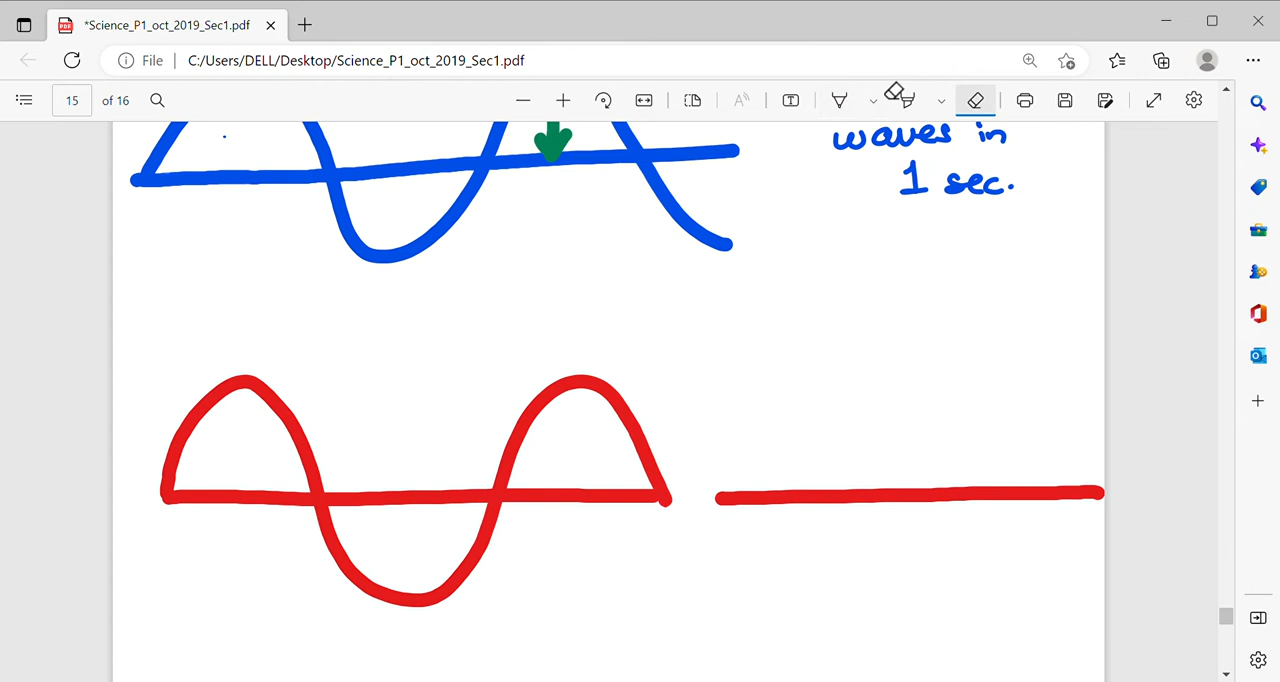 *Science_P1_oct_2019_Sec1.pdf
File
C:/Users/DELL/Desktop/Science_P1_oct_2019_Sec1.pdf
15 of 16
waves in
1 sec.